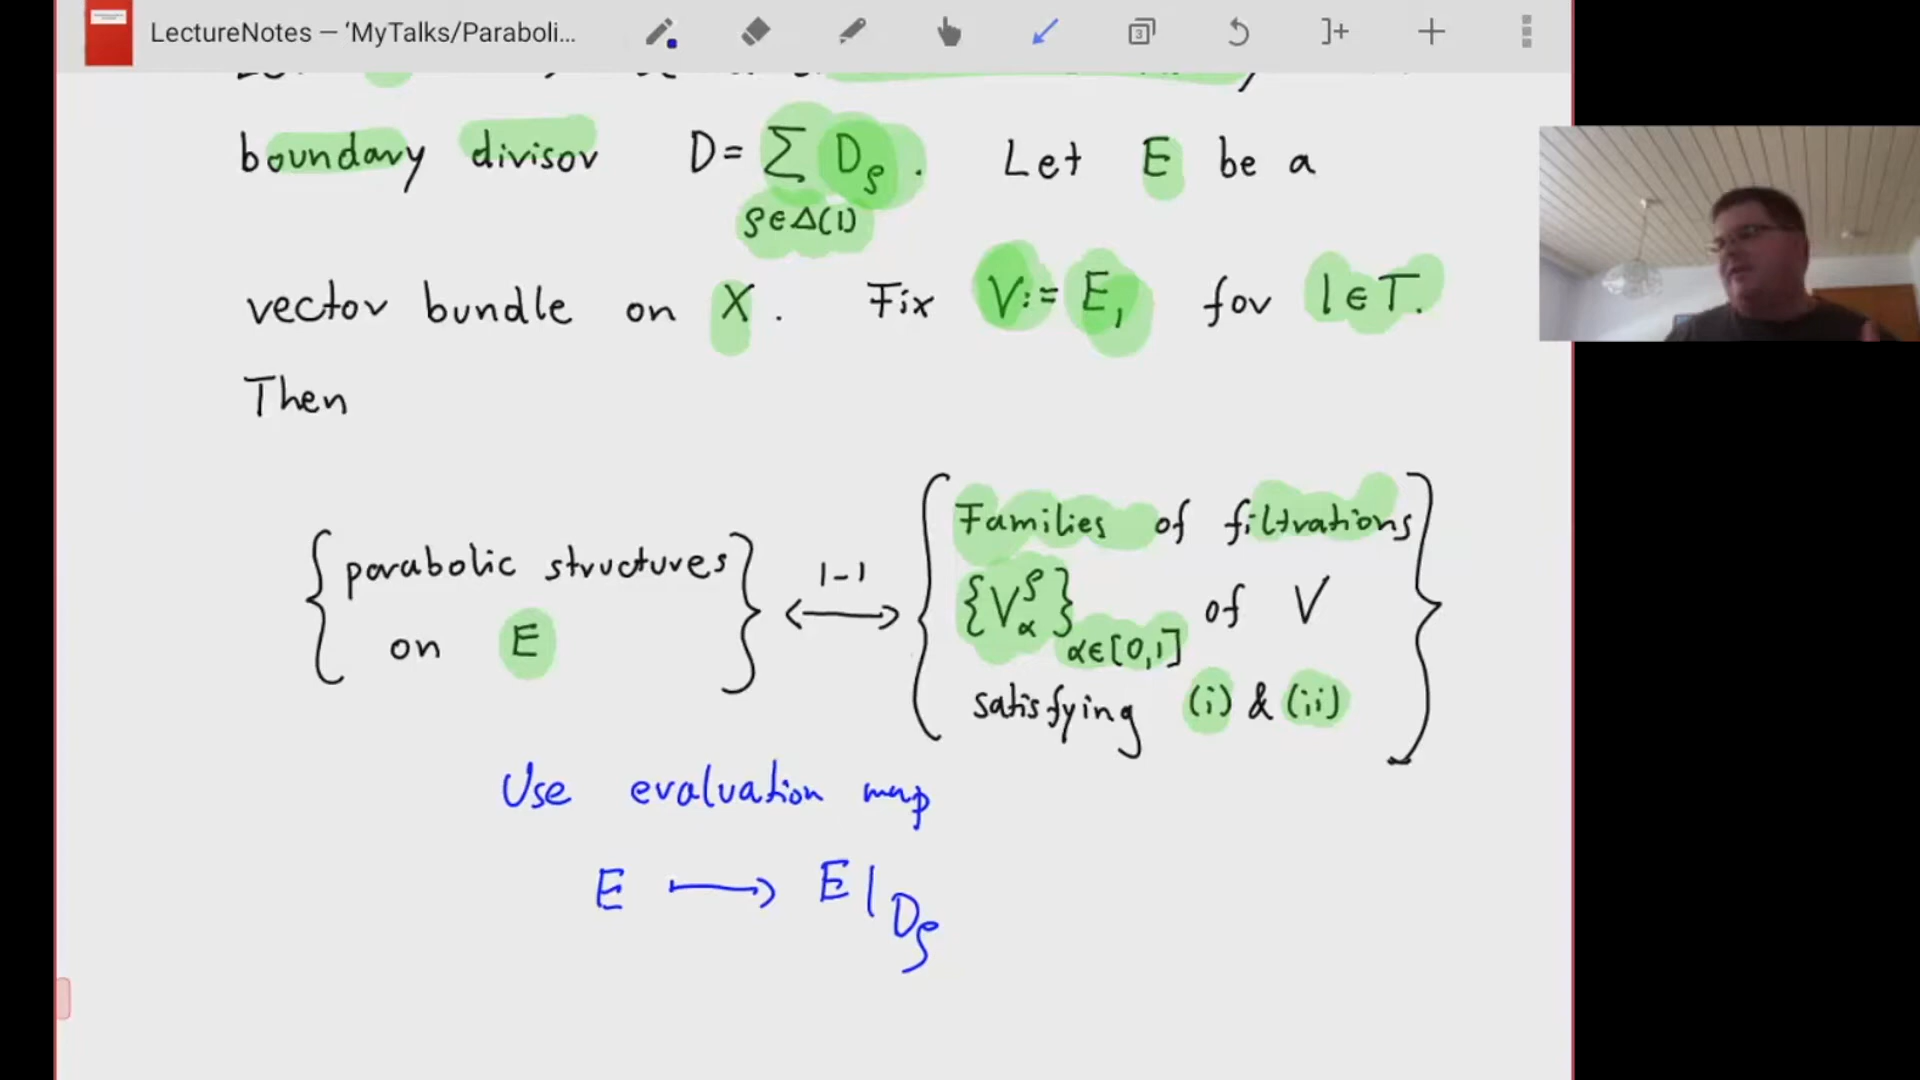 LectureNotes – ‘MyTalks/Paraboli...
3
boundary divisor D = ∑ D_ρ . Let E be a
ρ∈Δ(1)
vector bundle on X . Fix V := E_1 for 1∈T.
Then
{ parabolic structures on E } ⟷ 1-1 { Families of filtrations
{V^ρ_α}_{α∈[0,1]} of V
satisfying (i) & (ii) }
Use evaluation map
E ⟼ E|_{D_ρ}